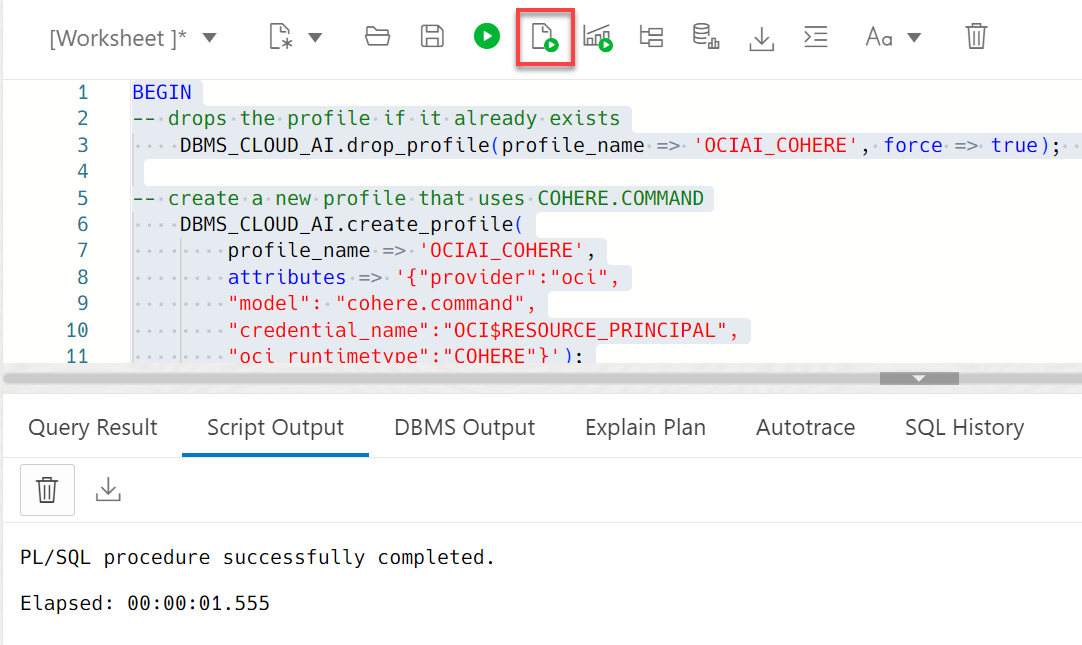 [Worksheet ]*
Aa
1 BEGIN
2 -- drops the profile if it already exists
3 DBMS_CLOUD_AI.drop_profile(profile_name => 'OCIAI_COHERE', force => true);
4
5 -- create a new profile that uses COHERE.COMMAND
6 DBMS_CLOUD_AI.create_profile(
7 profile_name => 'OCIAI_COHERE',
8 attributes => '{"provider":"oci",
9 "model": "cohere.command",
10 "credential_name":"OCI$RESOURCE_PRINCIPAL",
11 "oci_runtimetype":"COHERE"}');
Query Result Script Output DBMS Output Explain Plan Autotrace SQL History
PL/SQL procedure successfully completed.
Elapsed: 00:00:01.555